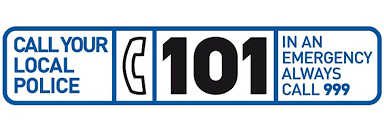 CALL YOUR
LOCAL
POLICE
101
IN AN
EMERGENCY
ALWAYS
CALL 999